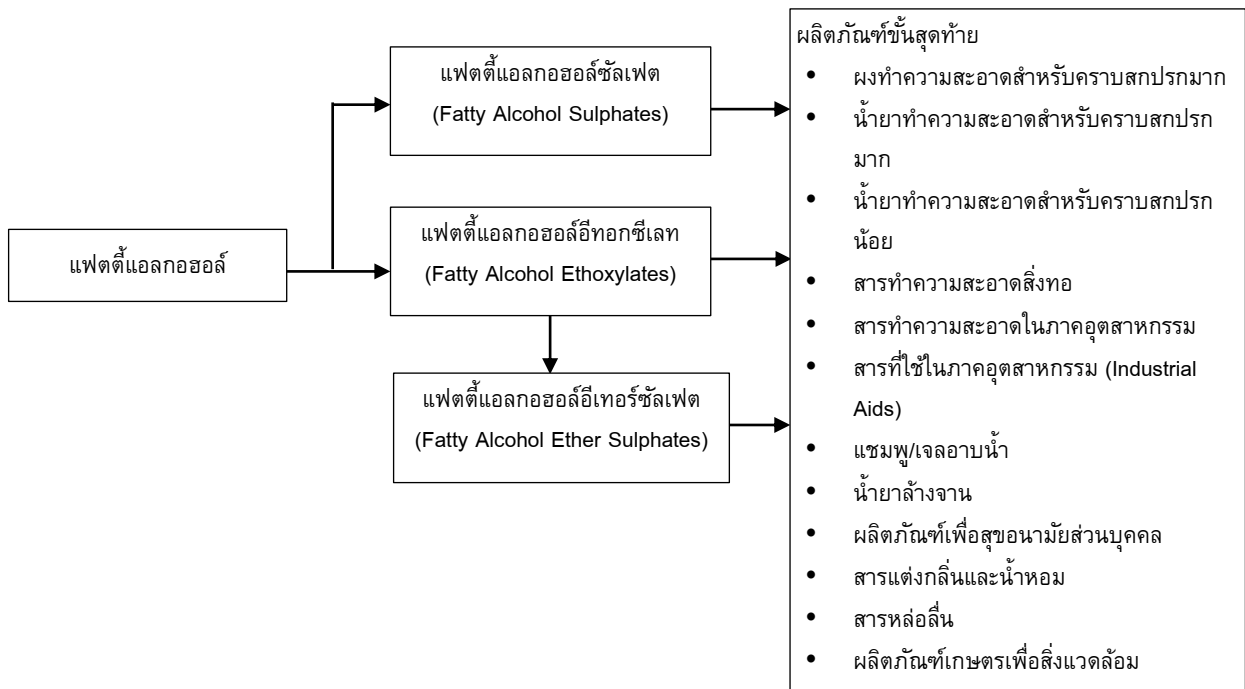 แฟตตี้แอลกอฮอล์
แฟตตี้แอลกอฮอล์ซัลเฟต
(Fatty Alcohol Sulphates)
แฟตตี้แอลกอฮอล์อีทอกซีเลท
(Fatty Alcohol Ethoxylates)
แฟตตี้แอลกอฮอล์อีเทอร์ซัลเฟต
(Fatty Alcohol Ether Sulphates)
ผลิตภัณฑ์ขั้นสุดท้าย
• ผงทำความสะอาดสำหรับคราบสกปรกมาก
• น้ำยาทำความสะอาดสำหรับคราบสกปรก
มาก
• น้ำยาทำความสะอาดสำหรับคราบสกปรก
น้อย
• สารทำความสะอาดสิ่งทอ
• สารทำความสะอาดในภาคอุตสาหกรรม
• สารที่ใช้ในภาคอุตสาหกรรม (Industrial
Aids)
• แชมพู/เจลอาบน้ำ
• น้ำยาล้างจาน
• ผลิตภัณฑ์เพื่อสุขอนามัยส่วนบุคคล
• สารแต่งกลิ่นและน้ำหอม
• สารหล่อลื่น
• ผลิตภัณฑ์เกษตรเพื่อสิ่งแวดล้อม